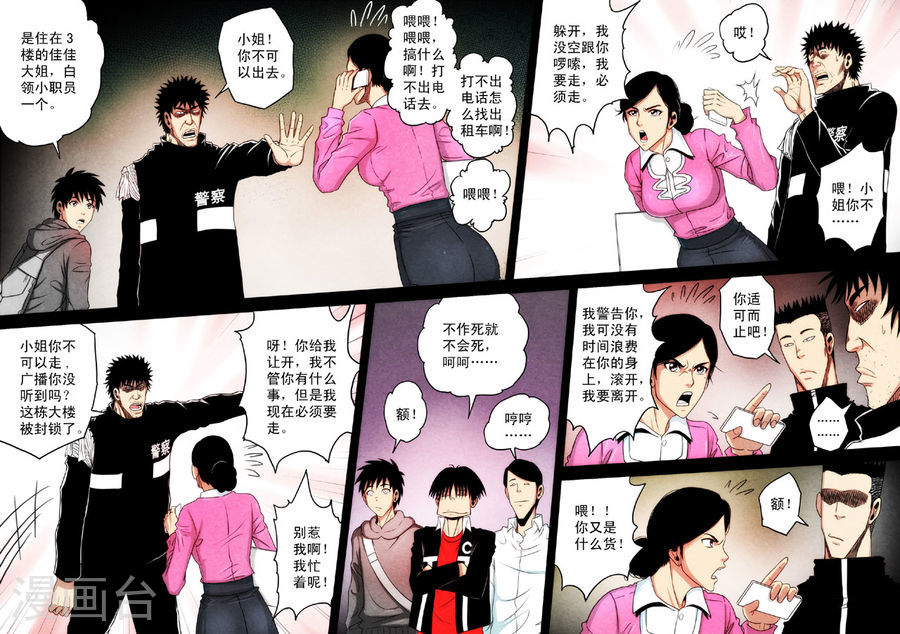 是住在3
楼的佳佳
大姐，白
领小职员
一个。
小姐！
你不可
以出去。
喂喂！
喂喂，
搞什么
啊！打
电话打
不出去。
打不出
电话怎
么找出
租车啊！
喂喂！
警察
躲开，我
没空跟你
啰嗦，我
要走，必
须走。
哎！
喂！小
姐你不
……
警察
小姐你不
可以走，
广播你没
听到吗？
这栋大楼
被封锁了。
呀！你给我
让开，我不
管你有什么
事，但是我
现在必须要
走。
别惹
我啊！
我忙
着呢！
警察
不作死就
不会死，
呵呵……
额！
哼哼
……
C
我警告你，
我可没有
时间浪费
在你的身
上，滚开，
我要离开。
你适
可而
止吧！
……
喂！！
你又是
什么货！
额！
漫画台